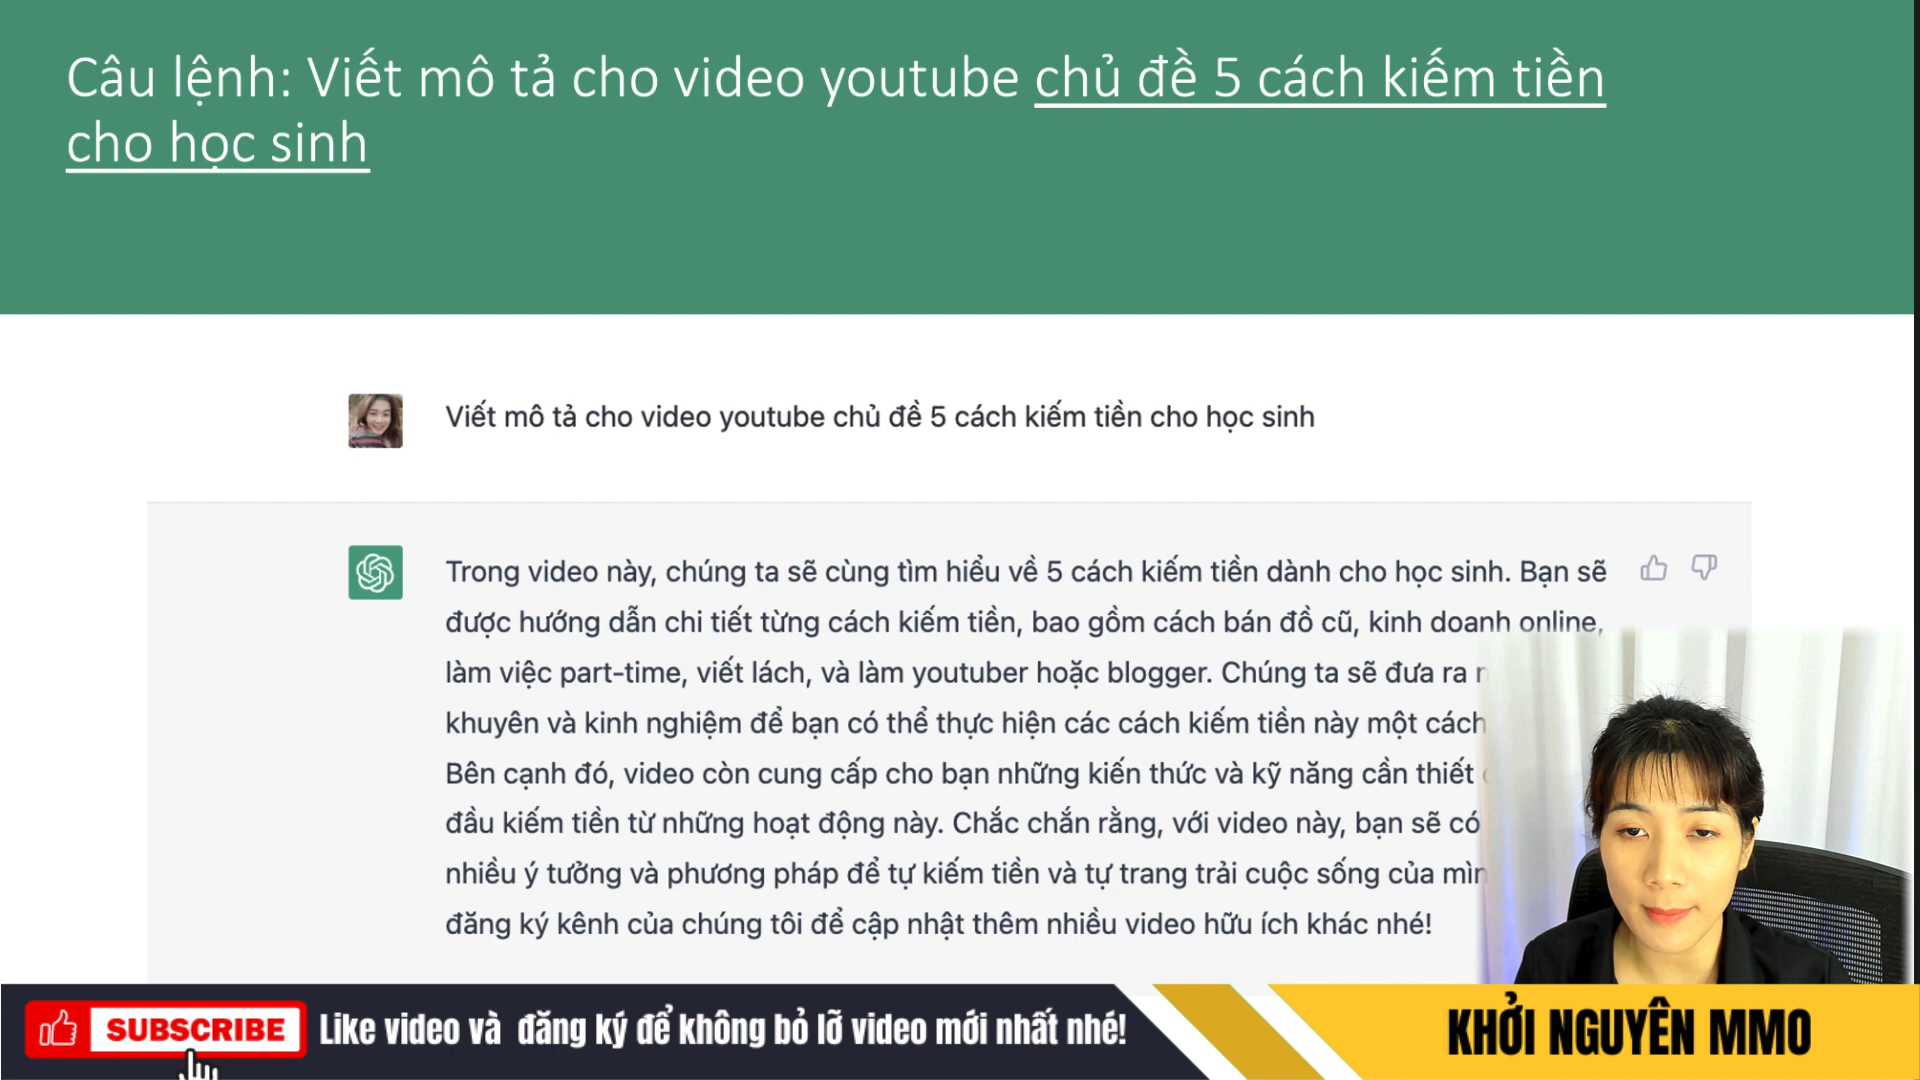 Câu lệnh: Viết mô tả cho video youtube chủ đề 5 cách kiếm tiền
cho học sinh
Viết mô tả cho video youtube chủ đề 5 cách kiếm tiền cho học sinh
Trong video này, chúng ta sẽ cùng tìm hiểu về 5 cách kiếm tiền dành cho học sinh. Bạn sẽ
được hướng dẫn chi tiết từng cách kiếm tiền, bao gồm cách bán đồ cũ, kinh doanh online,
làm việc part-time, viết lách, và làm youtuber hoặc blogger. Chúng ta sẽ đưa ra
khuyên và kinh nghiệm để bạn có thể thực hiện các cách kiếm tiền này một cách
Bên cạnh đó, video còn cung cấp cho bạn những kiến thức và kỹ năng cần thiết
đầu kiếm tiền từ những hoạt động này. Chắc chắn rằng, với video này, bạn sẽ có
nhiều ý tưởng và phương pháp để tự kiếm tiền và tự trang trải cuộc sống của
đăng ký kênh của chúng tôi để cập nhật thêm nhiều video hữu ích khác nhé!
SUBSCRIBE
Like video và đăng ký để không bỏ lỡ video mới nhất nhé!
KHỞI NGUYÊN MMO